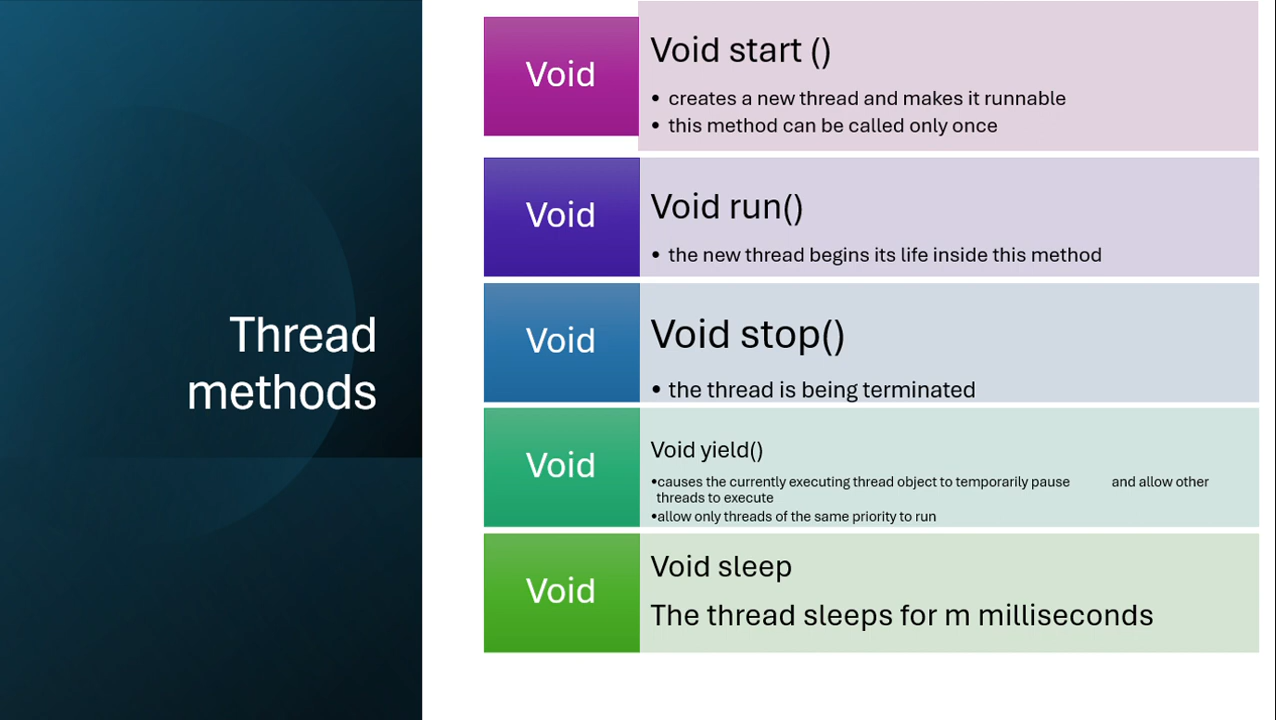 Thread
methods
Void
Void start ()
• creates a new thread and makes it runnable
• this method can be called only once
Void
Void run()
• the new thread begins its life inside this method
Void
Void stop()
• the thread is being terminated
Void
Void yield()
•causes the currently executing thread object to temporarily pause and allow other
threads to execute
•allow only threads of the same priority to run
Void
Void sleep
The thread sleeps for m milliseconds